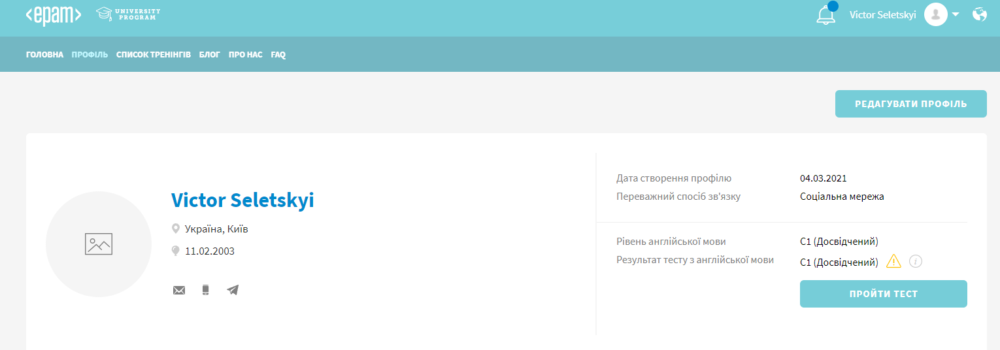 <epam> UNIVERSITY PROGRAM
Victor Seletskyi
ГОЛОВНА ПРОФІЛЬ СПИСОК ТРЕНІНГІВ БЛОГ ПРО НАС FAQ
РЕДАГУВАТИ ПРОФІЛЬ
Victor Seletskyi
Україна, Київ
11.02.2003
Дата створення профілю 04.03.2021
Переважний спосіб зв'язку Соціальна мережа
Рівень англійської мови C1 (Досвідчений)
Результат тесту з англійської мови C1 (Досвідчений)
ПРОЙТИ ТЕСТ